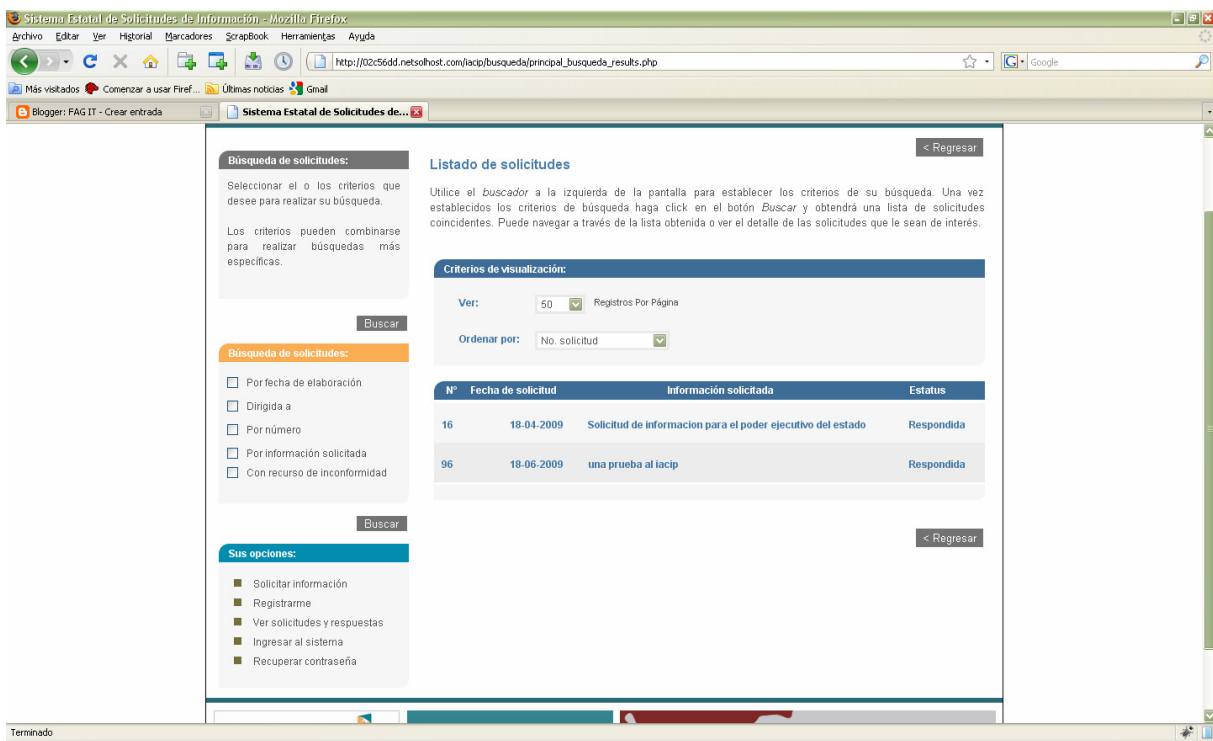 Sistema Estatal de Solicitudes de Información - Mozilla Firefox
Archivo Editar Ver Historial Marcadores ScrapBook Herramientas Ayuda
http://02c56dd.netsolhost.com/iacip/busqueda/principal_busqueda_results.php
G Google
Más visitados Comenzar a usar Firef... Últimas noticias Gmail
Blogger: FAG IT - Crear entrada
Sistema Estatal de Solicitudes de...
Búsqueda de solicitudes:
Seleccionar el o los criterios que
desee para realizar su búsqueda.
Los criterios pueden combinarse
para realizar búsquedas más
específicas.
Buscar
Búsqueda de solicitudes:
Por fecha de elaboración
Dirigida a
Por número
Por información solicitada
Con recurso de inconformidad
Buscar
Sus opciones:
Solicitar información
Registrarme
Ver solicitudes y respuestas
Ingresar al sistema
Recuperar contraseña
< Regresar
Listado de solicitudes
Utilice el buscador a la izquierda de la pantalla para establecer los criterios de su búsqueda. Una vez
establecidos los criterios de búsqueda haga click en el botón Buscar y obtendrá una lista de solicitudes
coincidentes. Puede navegar a través de la lista obtenida o ver el detalle de las solicitudes que le sean de interés.
Criterios de visualización:
Ver: 50 Registros Por Página
Ordenar por: No. solicitud
N° Fecha de solicitud Información solicitada Estatus
16 18-04-2009 Solicitud de informacion para el poder ejecutivo del estado Respondida
96 18-06-2009 una prueba al iacip Respondida
< Regresar
Terminado